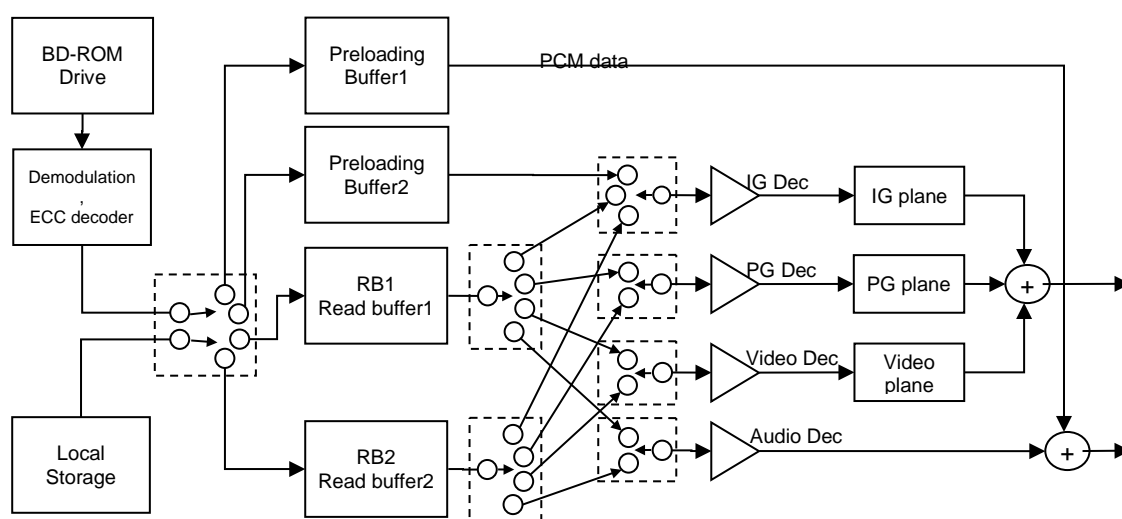 BD-ROM
Drive
Demodulation
,
ECC decoder
Local
Storage
Preloading
Buffer1
PCM data
Preloading
Buffer2
RB1
Read buffer1
RB2
Read buffer2
IG Dec
IG plane
PG Dec
PG plane
+
Video Dec
Video
plane
Audio Dec
+